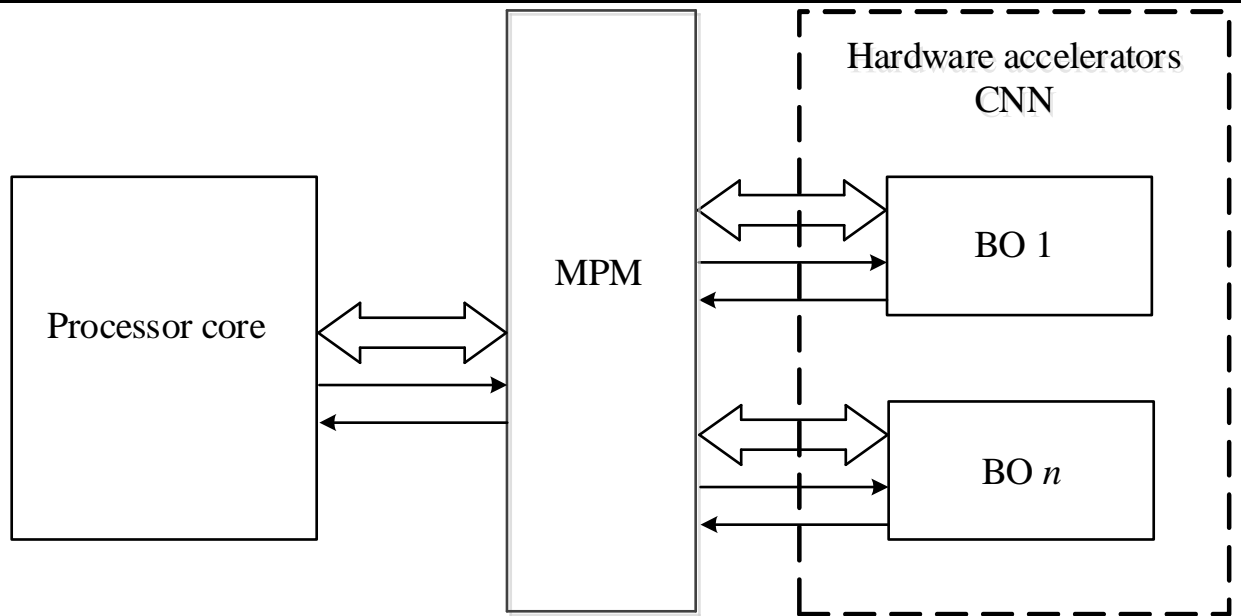 Hardware accelerators
CNN
Processor core
MPM
BO 1
BO n